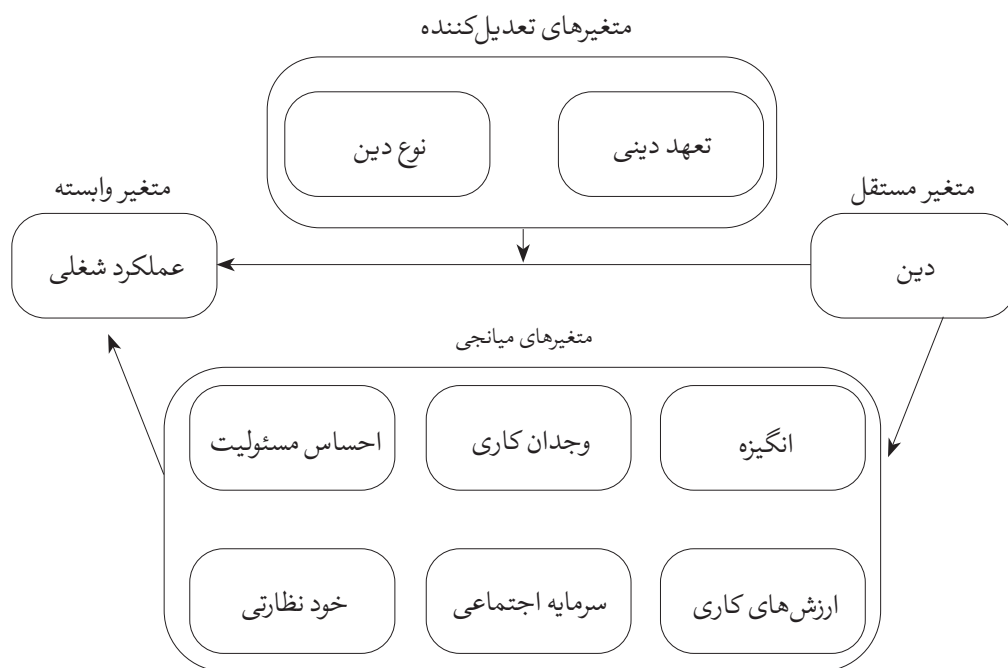 متغیرهای تعدیل‌کننده
تعهد دینی
نوع دین
متغیر مستقل
متغیر وابسته
دین
عملکرد شغلی
متغیرهای میانجی
انگیزه
وجدان کاری
احساس مسئولیت
ارزش‌های کاری
سرمایه اجتماعی
خود نظارتی